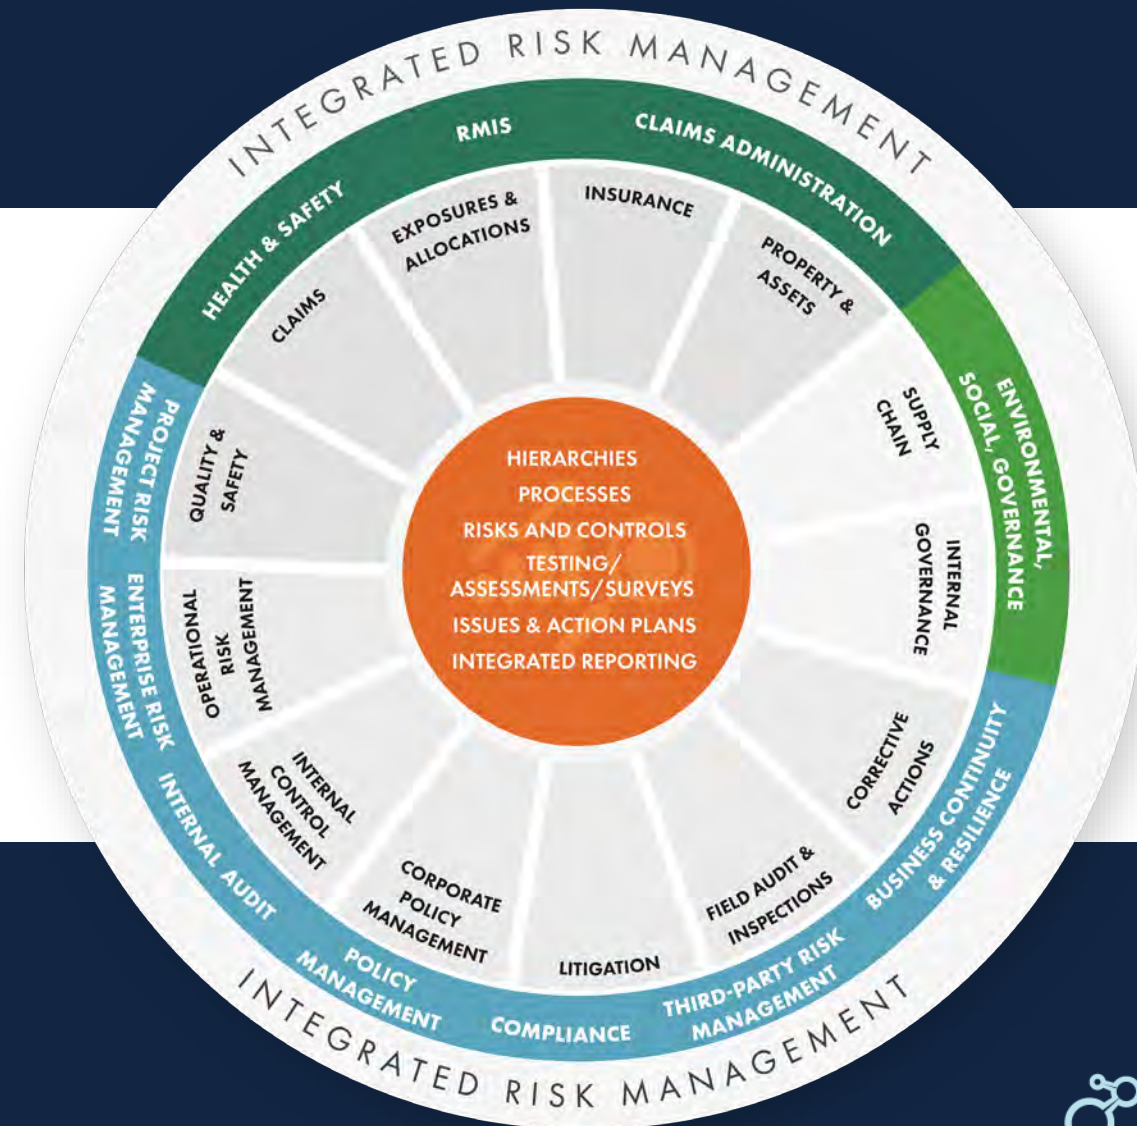 INTEGRATED RISK MANAGEMENT
HEALTH & SAFETY
RMIS
CLAIMS ADMINISTRATION
ENVIRONMENTAL,
SOCIAL, GOVERNANCE
BUSINESS CONTINUITY
& RESILIENCE
THIRD-PARTY RISK
MANAGEMENT
COMPLIANCE
POLICY
MANAGEMENT
INTERNAL AUDIT
ENTERPRISE RISK
MANAGEMENT
PROJECT RISK
MANAGEMENT
CLAIMS
EXPOSURES &
ALLOCATIONS
INSURANCE
PROPERTY &
ASSETS
SUPPLY
CHAIN
INTERNAL
GOVERNANCE
CORRECTIVE
ACTIONS
FIELD AUDIT &
INSPECTIONS
LITIGATION
CORPORATE
POLICY
MANAGEMENT
INTERNAL
CONTROL
MANAGEMENT
OPERATIONAL
RISK
MANAGEMENT
QUALITY &
SAFETY
HIERARCHIES
PROCESSES
RISKS AND CONTROLS
TESTING/
ASSESSMENTS/SURVEYS
ISSUES & ACTION PLANS
INTEGRATED REPORTING
INTEGRATED RISK MANAGEMENT